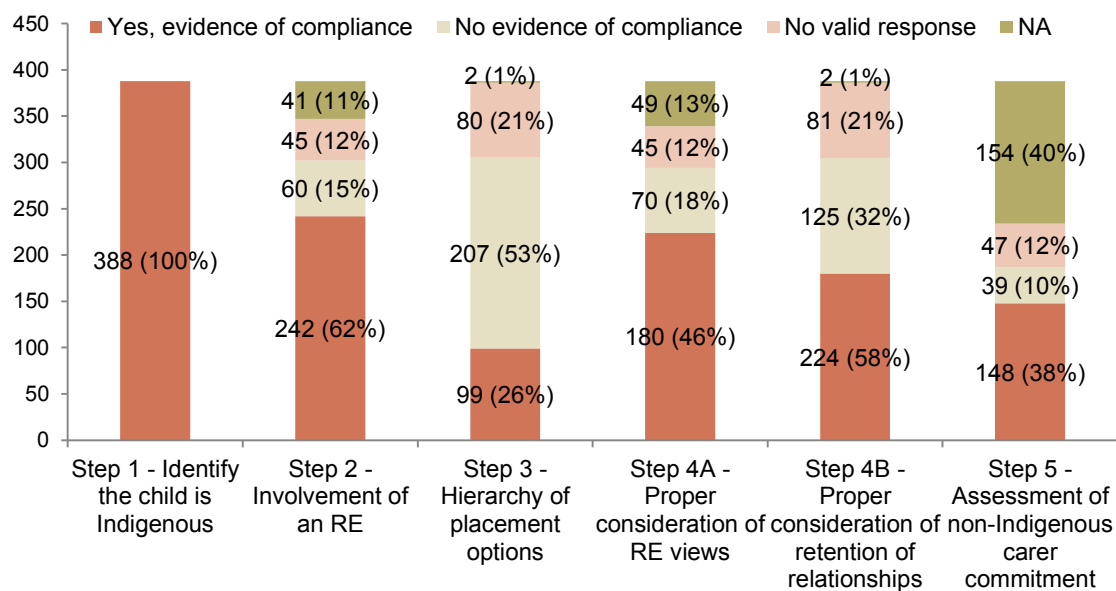 Yes, evidence of compliance No evidence of compliance No valid response NA
450
400
350
300
250
200
150
100
50
0
388 (100%)
41 (11%)
45 (12%)
60 (15%)
242 (62%)
2 (1%)
80 (21%)
207 (53%)
99 (26%)
49 (13%)
45 (12%)
70 (18%)
180 (46%)
2 (1%)
81 (21%)
125 (32%)
224 (58%)
154 (40%)
47 (12%)
39 (10%)
148 (38%)
Step 1 - Identify
the child is
Indigenous
Step 2 -
Involvement of
an RE
Step 3 -
Hierarchy of
placement
options
Step 4A -
Proper
consideration of
RE views
Step 4B -
Proper
consideration of
retention of
relationships
Step 5 -
Assessment of
non-Indigenous
carer
commitment